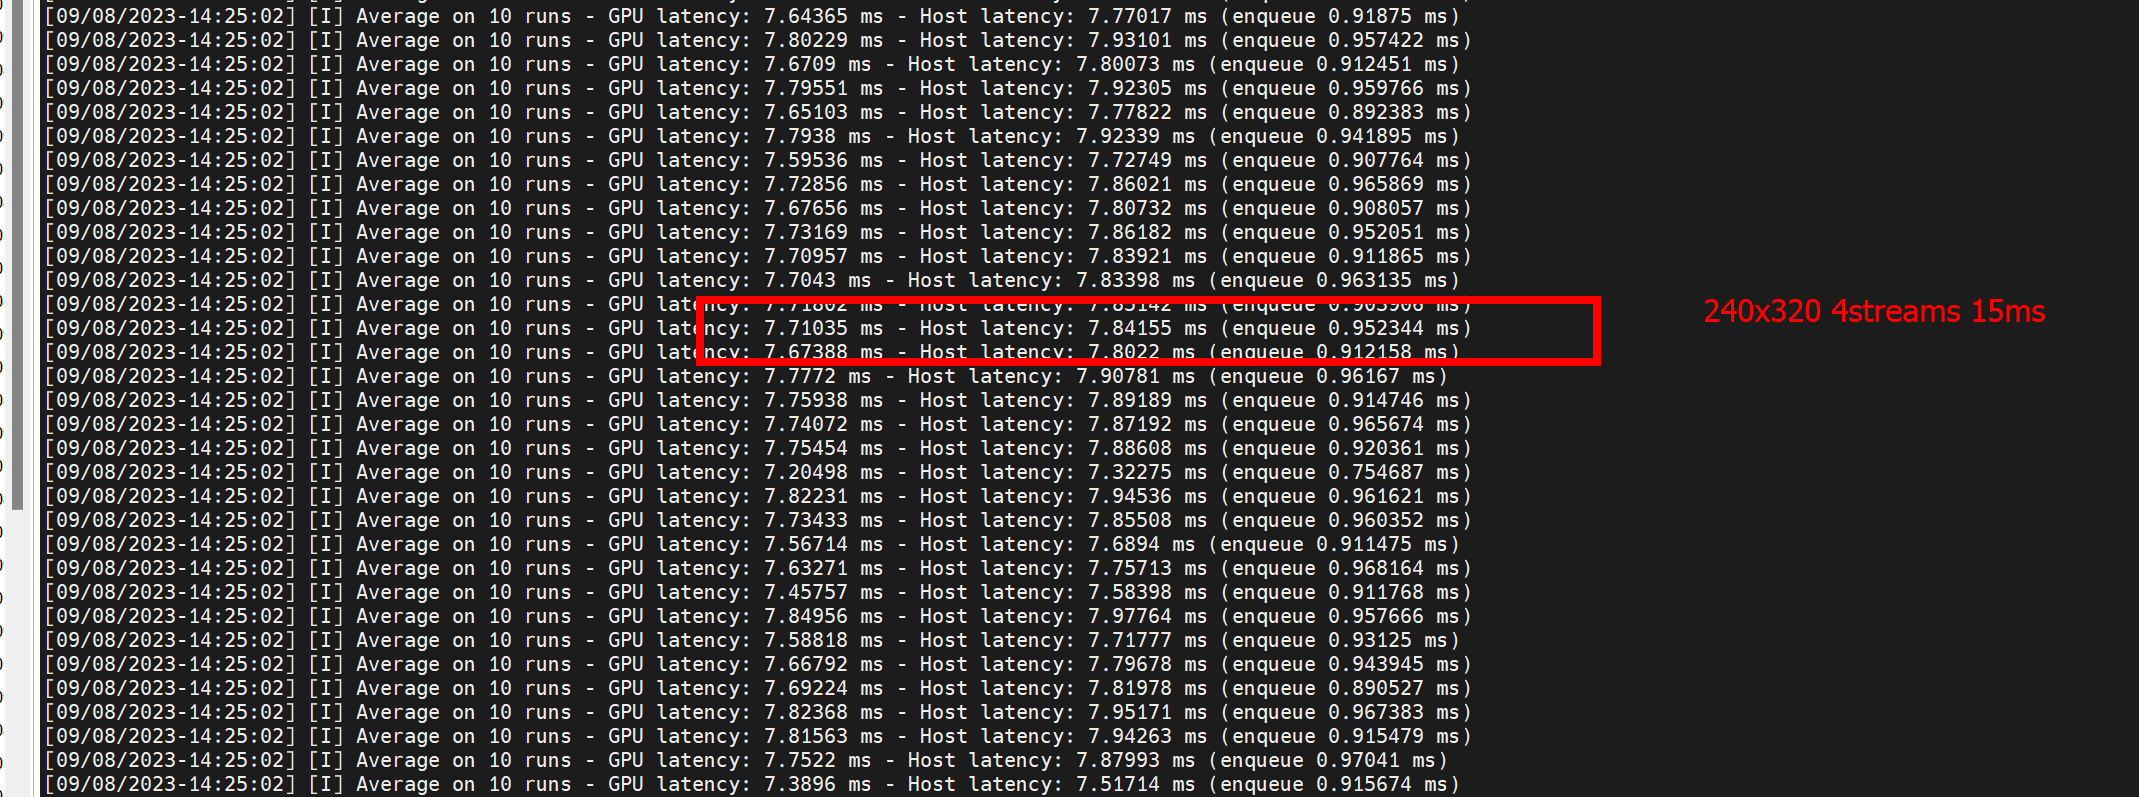 [09/08/2023-14:25:02] [I] Average on 10 runs - GPU latency: 7.64365 ms - Host latency: 7.77017 ms (enqueue 0.91875 ms)
[09/08/2023-14:25:02] [I] Average on 10 runs - GPU latency: 7.80229 ms - Host latency: 7.93101 ms (enqueue 0.957422 ms)
[09/08/2023-14:25:02] [I] Average on 10 runs - GPU latency: 7.6709 ms - Host latency: 7.80073 ms (enqueue 0.912451 ms)
[09/08/2023-14:25:02] [I] Average on 10 runs - GPU latency: 7.79551 ms - Host latency: 7.92305 ms (enqueue 0.959766 ms)
[09/08/2023-14:25:02] [I] Average on 10 runs - GPU latency: 7.65103 ms - Host latency: 7.77822 ms (enqueue 0.892383 ms)
[09/08/2023-14:25:02] [I] Average on 10 runs - GPU latency: 7.7938 ms - Host latency: 7.92339 ms (enqueue 0.941895 ms)
[09/08/2023-14:25:02] [I] Average on 10 runs - GPU latency: 7.59536 ms - Host latency: 7.72749 ms (enqueue 0.907764 ms)
[09/08/2023-14:25:02] [I] Average on 10 runs - GPU latency: 7.72856 ms - Host latency: 7.86021 ms (enqueue 0.965869 ms)
[09/08/2023-14:25:02] [I] Average on 10 runs - GPU latency: 7.67656 ms - Host latency: 7.80732 ms (enqueue 0.908057 ms)
[09/08/2023-14:25:02] [I] Average on 10 runs - GPU latency: 7.73169 ms - Host latency: 7.86182 ms (enqueue 0.952051 ms)
[09/08/2023-14:25:02] [I] Average on 10 runs - GPU latency: 7.70957 ms - Host latency: 7.83921 ms (enqueue 0.911865 ms)
[09/08/2023-14:25:02] [I] Average on 10 runs - GPU latency: 7.7043 ms - Host latency: 7.83398 ms (enqueue 0.963135 ms)
[09/08/2023-14:25:02] [I] Average on 10 runs - GPU latency: 7.71802 ms - Host latency: 7.85142 ms (enqueue 0.903906 ms)
240x320 4streams 15ms
[09/08/2023-14:25:02] [I] Average on 10 runs - GPU latency: 7.71035 ms - Host latency: 7.84155 ms (enqueue 0.952344 ms)
[09/08/2023-14:25:02] [I] Average on 10 runs - GPU latency: 7.67388 ms - Host latency: 7.8022 ms (enqueue 0.912158 ms)
[09/08/2023-14:25:02] [I] Average on 10 runs - GPU latency: 7.7772 ms - Host latency: 7.90781 ms (enqueue 0.96167 ms)
[09/08/2023-14:25:02] [I] Average on 10 runs - GPU latency: 7.75938 ms - Host latency: 7.89189 ms (enqueue 0.914746 ms)
[09/08/2023-14:25:02] [I] Average on 10 runs - GPU latency: 7.74072 ms - Host latency: 7.87192 ms (enqueue 0.965674 ms)
[09/08/2023-14:25:02] [I] Average on 10 runs - GPU latency: 7.75454 ms - Host latency: 7.88608 ms (enqueue 0.920361 ms)
[09/08/2023-14:25:02] [I] Average on 10 runs - GPU latency: 7.20498 ms - Host latency: 7.32275 ms (enqueue 0.754687 ms)
[09/08/2023-14:25:02] [I] Average on 10 runs - GPU latency: 7.82231 ms - Host latency: 7.94536 ms (enqueue 0.961621 ms)
[09/08/2023-14:25:02] [I] Average on 10 runs - GPU latency: 7.73433 ms - Host latency: 7.85508 ms (enqueue 0.960352 ms)
[09/08/2023-14:25:02] [I] Average on 10 runs - GPU latency: 7.56714 ms - Host latency: 7.6894 ms (enqueue 0.911475 ms)
[09/08/2023-14:25:02] [I] Average on 10 runs - GPU latency: 7.63271 ms - Host latency: 7.75713 ms (enqueue 0.968164 ms)
[09/08/2023-14:25:02] [I] Average on 10 runs - GPU latency: 7.45757 ms - Host latency: 7.58398 ms (enqueue 0.911768 ms)
[09/08/2023-14:25:02] [I] Average on 10 runs - GPU latency: 7.84956 ms - Host latency: 7.97764 ms (enqueue 0.957666 ms)
[09/08/2023-14:25:02] [I] Average on 10 runs - GPU latency: 7.58818 ms - Host latency: 7.71777 ms (enqueue 0.93125 ms)
[09/08/2023-14:25:02] [I] Average on 10 runs - GPU latency: 7.66792 ms - Host latency: 7.79678 ms (enqueue 0.943945 ms)
[09/08/2023-14:25:02] [I] Average on 10 runs - GPU latency: 7.69224 ms - Host latency: 7.81978 ms (enqueue 0.890527 ms)
[09/08/2023-14:25:02] [I] Average on 10 runs - GPU latency: 7.82368 ms - Host latency: 7.95171 ms (enqueue 0.967383 ms)
[09/08/2023-14:25:02] [I] Average on 10 runs - GPU latency: 7.81563 ms - Host latency: 7.94263 ms (enqueue 0.915479 ms)
[09/08/2023-14:25:02] [I] Average on 10 runs - GPU latency: 7.7522 ms - Host latency: 7.87993 ms (enqueue 0.97041 ms)
[09/08/2023-14:25:02] [I] Average on 10 runs - GPU latency: 7.3896 ms - Host latency: 7.51714 ms (enqueue 0.915674 ms)